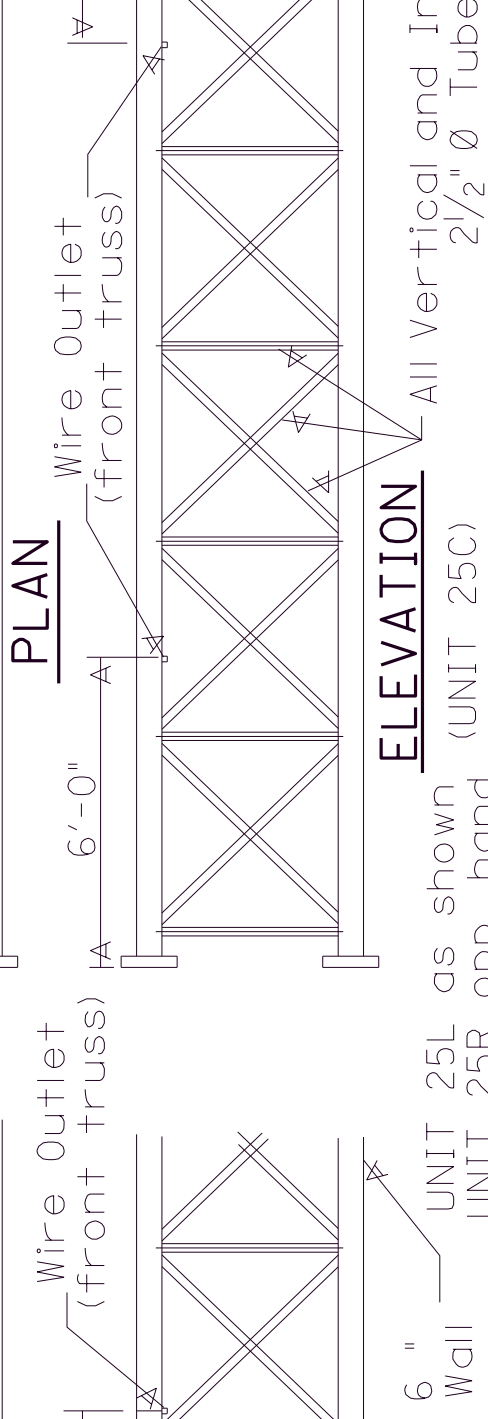 PLAN
Wire Outlet
(front truss)
Wire Outlet
(front truss)
6'-0"
ELEVATION
(UNIT 25C)
UNIT 25L as shown
UNIT 25R opp hand
All Vertical and
2½" Ø Tube
6 "
Wall